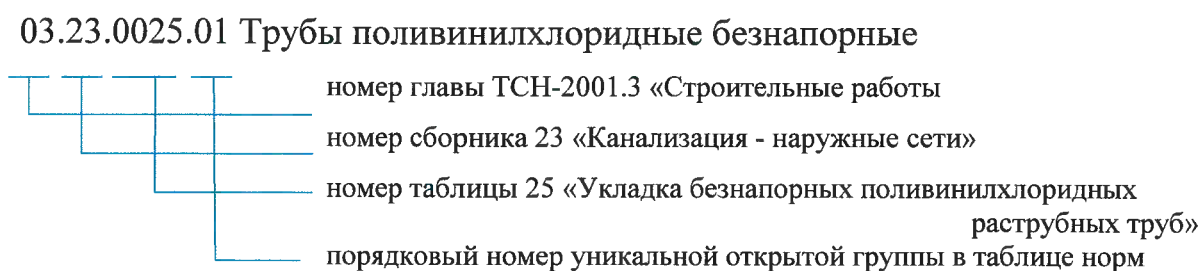 03.23.0025.01 Трубы поливинилхлоридные безнапорные
номер главы ТСН-2001.3 «Строительные работы
номер сборника 23 «Канализация - наружные сети»
номер таблицы 25 «Укладка безнапорных поливинилхлоридных
раструбных труб»
порядковый номер уникальной открытой группы в таблице норм